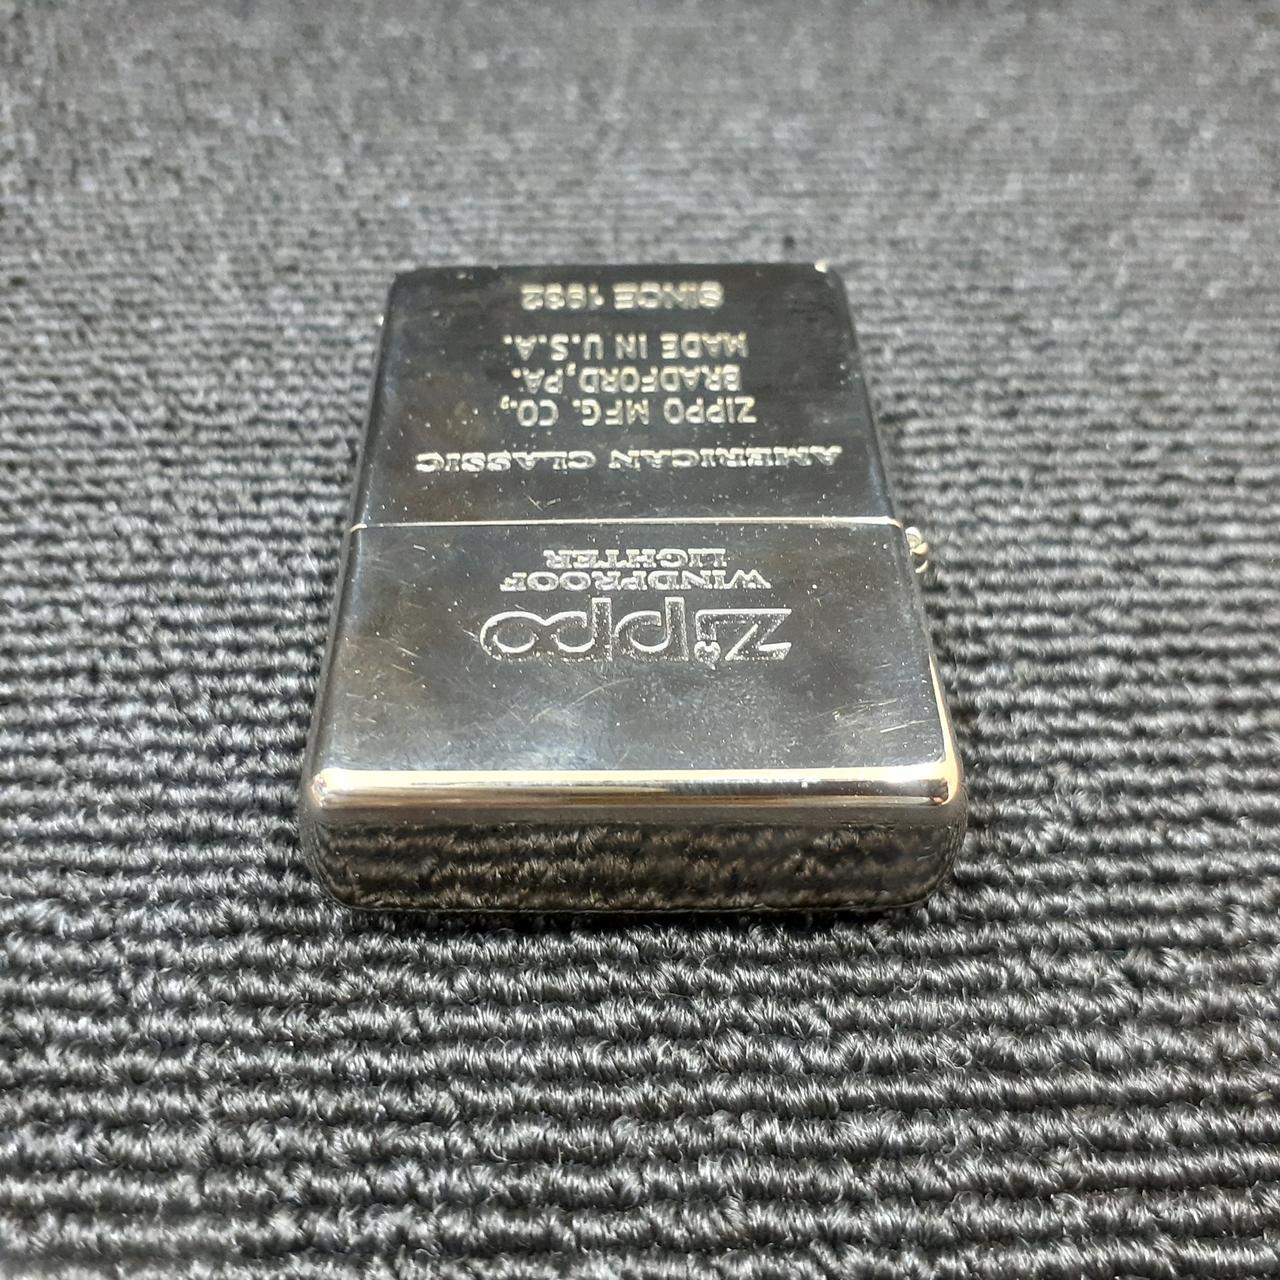 Zippo
WINDPROOF
LIGHTER
AMERICAN CLASSIC
ZIPPO MFG. CO.,
BRADFORD, PA.
MADE IN U.S.A.
SINCE 1932